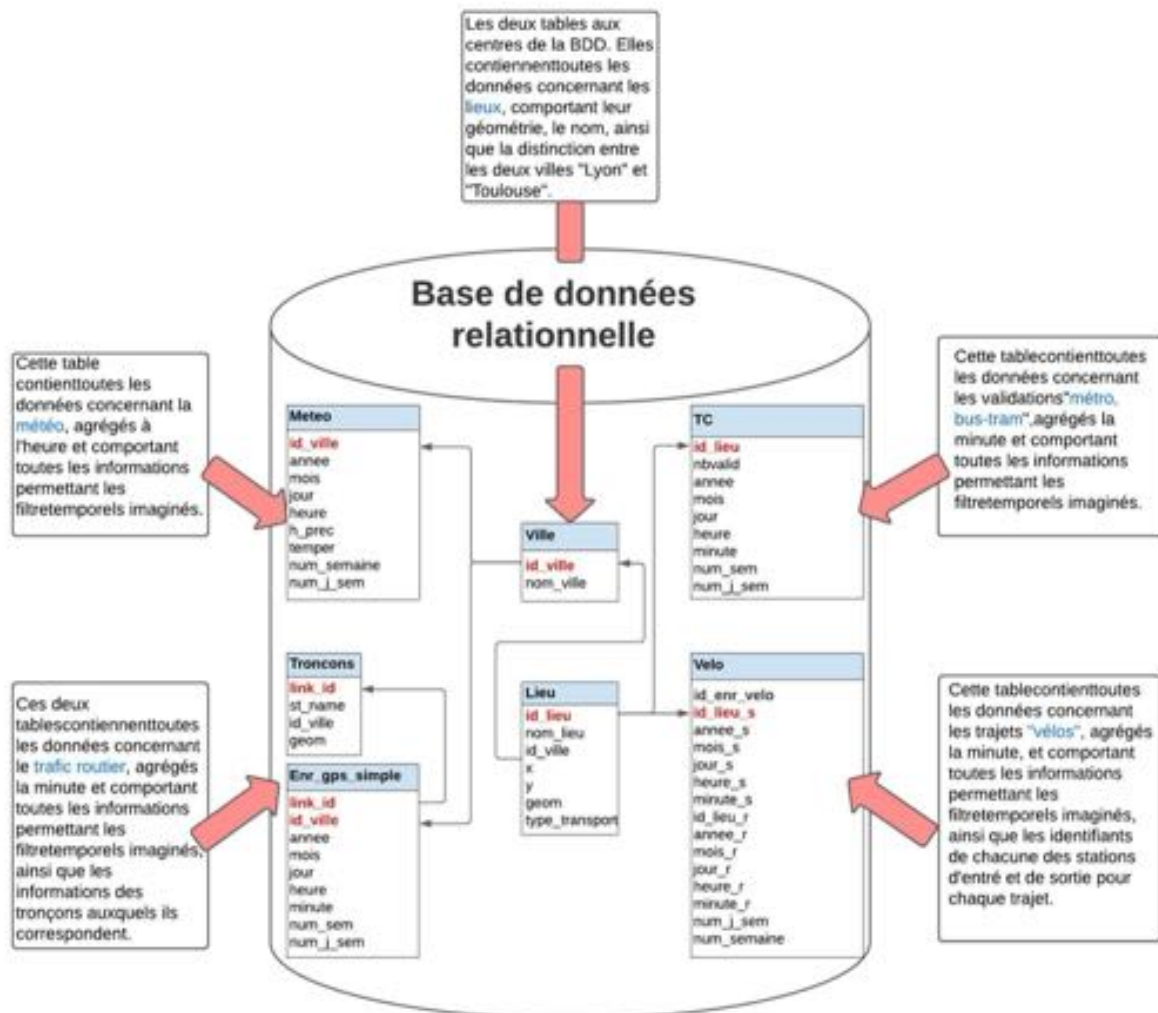 Les deux tables aux
centres de la BDD. Elles
contiennenttoutes les
données concernant les
lieux, comportant leur
géométrie, le nom, ainsi
que la distinction entre
les deux villes "Lyon" et
"Toulouse".
Base de données
relationnelle
Cette table
contienttoutes les
données concernant la
météo, agrégés à
l'heure et comportant
toutes les informations
permettant les
filtretemporels imaginés.
Meteo
id_ville
annee
mois
jour
heure
h_prec
temper
num_semaine
num_j_sem
Ville
id_ville
nom_ville
TC
id_lieu
nbvalid
annee
mois
jour
heure
minute
num_sem
num_j_sem
Cette tablecontienttoutes
les données concernant
les validations"métro,
bus-tram",agrégés la
minute et comportant
toutes les informations
permettant les
filtretemporels imaginés.
Ces deux
tablescontiennenttoutes
les données concernant
le trafic routier, agrégés
la minute et comportant
toutes les informations
permettant les
filtretemporels imaginés,
ainsi que les
informations des
tronçons auxquels ils
correspondent.
Troncons
link_id
st_name
id_ville
geom
Enr_gps_simple
link_id
id_ville
annee
mois
jour
heure
minute
num_sem
num_j_sem
Lieu
id_lieu
nom_lieu
id_ville
x
y
geom
type_transport
Velo
id_enr_velo
id_lieu_s
annee_s
mois_s
jour_s
heure_s
minute_s
id_lieu_r
annee_r
mois_r
jour_r
heure_r
minute_r
num_j_sem
num_semaine
Cette tablecontienttoutes
les données concernant
les trajets "vélos", agrégés
la minute, et comportant
toutes les informations
permettant les
filtretemporels imaginés,
ainsi que les identifiants
de chacune des stations
d'entré et de sortie pour
chaque trajet.